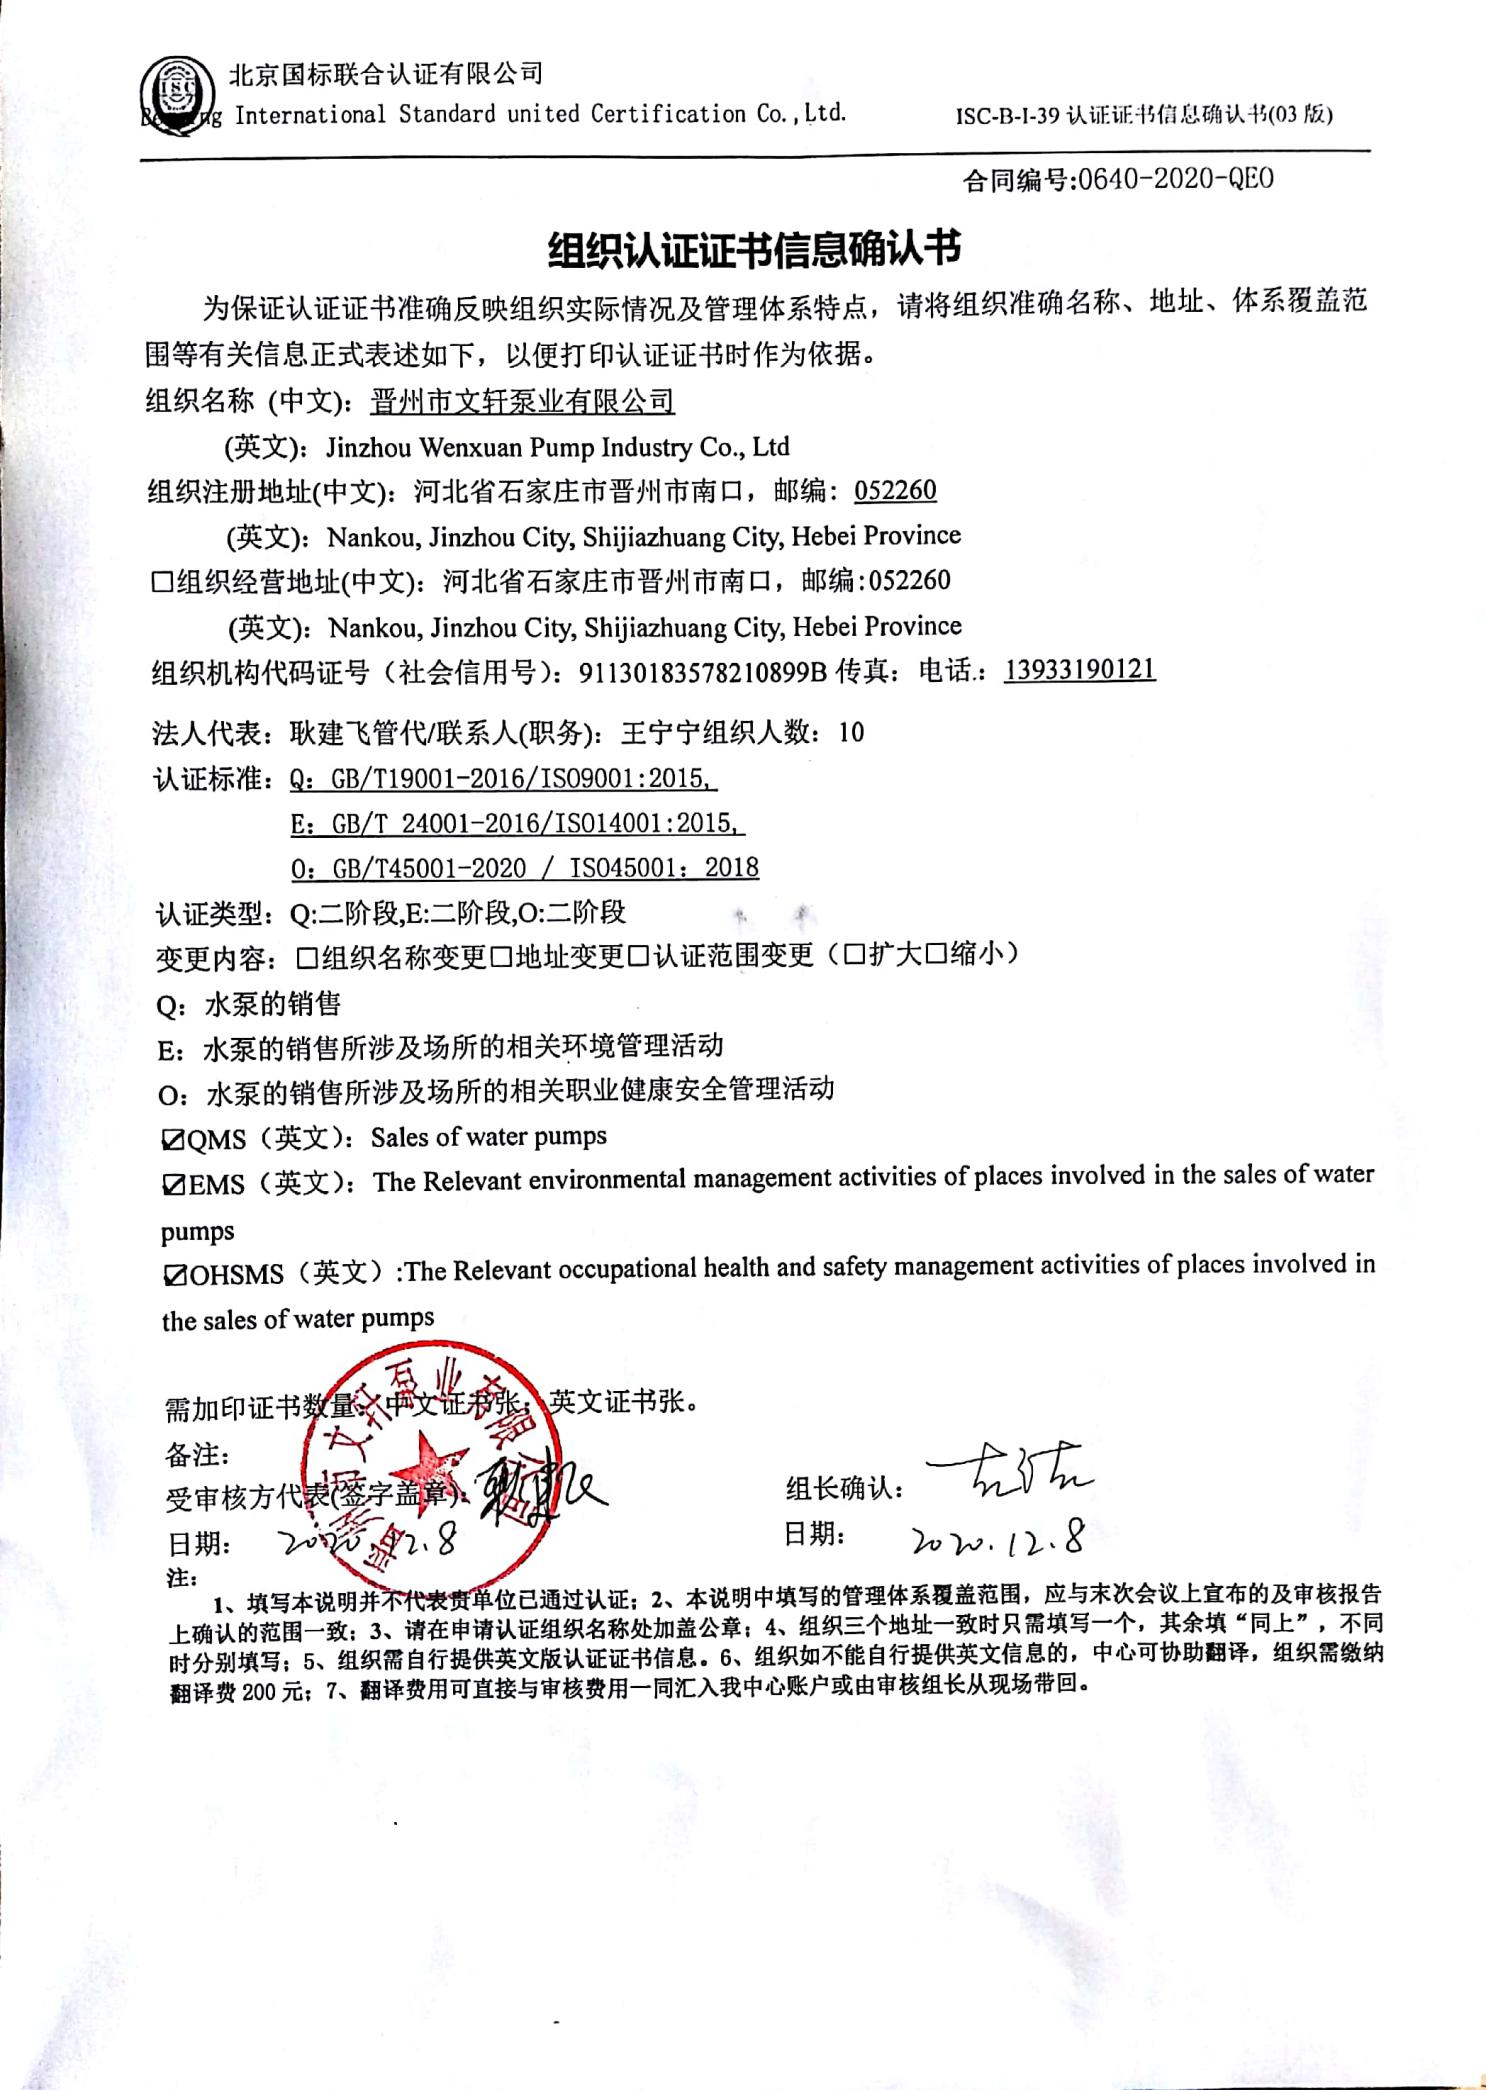 北京国标联合认证有限公司
Beijing International Standard united Certification Co.,Ltd.
ISC-B-I-39 认证证书信息确认书(03 版)
合同编号:0640-2020-QEO
组织认证证书信息确认书
为保证认证证书准确反映组织实际情况及管理体系特点，请将组织准确名称、地址、体系覆盖范
围等有关信息正式表述如下，以便打印认证证书时作为依据。
组织名称 (中文)：晋州市文轩泵业有限公司
(英文)：Jinzhou Wenxuan Pump Industry Co., Ltd
组织注册地址(中文)：河北省石家庄市晋州市南口，邮编：052260
(英文)：Nankou, Jinzhou City, Shijiazhuang City, Hebei Province
□组织经营地址(中文)：河北省石家庄市晋州市南口，邮编:052260
(英文)：Nankou, Jinzhou City, Shijiazhuang City, Hebei Province
组织机构代码证号（社会信用号）：91130183578210899B 传真：电话.：13933190121
法人代表：耿建飞管代/联系人(职务)：王宁宁组织人数：10
认证标准：Q：GB/T19001-2016/ISO9001:2015,
E：GB/T 24001-2016/ISO14001:2015,
O：GB/T45001-2020 / ISO45001：2018
认证类型：Q:二阶段,E:二阶段,O:二阶段
变更内容：□组织名称变更□地址变更□认证范围变更（□扩大□缩小）
Q：水泵的销售
E：水泵的销售所涉及场所的相关环境管理活动
O：水泵的销售所涉及场所的相关职业健康安全管理活动
☑QMS（英文）：Sales of water pumps
☑EMS（英文）：The Relevant environmental management activities of places involved in the sales of water
pumps
☑OHSMS（英文）:The Relevant occupational health and safety management activities of places involved in
the sales of water pumps
需加印证书数量：中文证书张；英文证书张。
晋州市文轩泵业有限公司
备注：
受审核方代表(签字盖章)：耿建飞
组长确认：
日期：2020.12.8
日期：2020.12.8
注：
1、填写本说明并不代表贵单位已通过认证；2、本说明中填写的管理体系覆盖范围，应与末次会议上宣布的及审核报告
上确认的范围一致；3、请在申请认证组织名称处加盖公章；4、组织三个地址一致时只需填写一个，其余填“同上”，不同
时分别填写；5、组织需自行提供英文版认证证书信息。6、组织如不能自行提供英文信息的，中心可协助翻译，组织需缴纳
翻译费 200 元；7、翻译费用可直接与审核费用一同汇入我中心账户或由审核组长从现场带回。